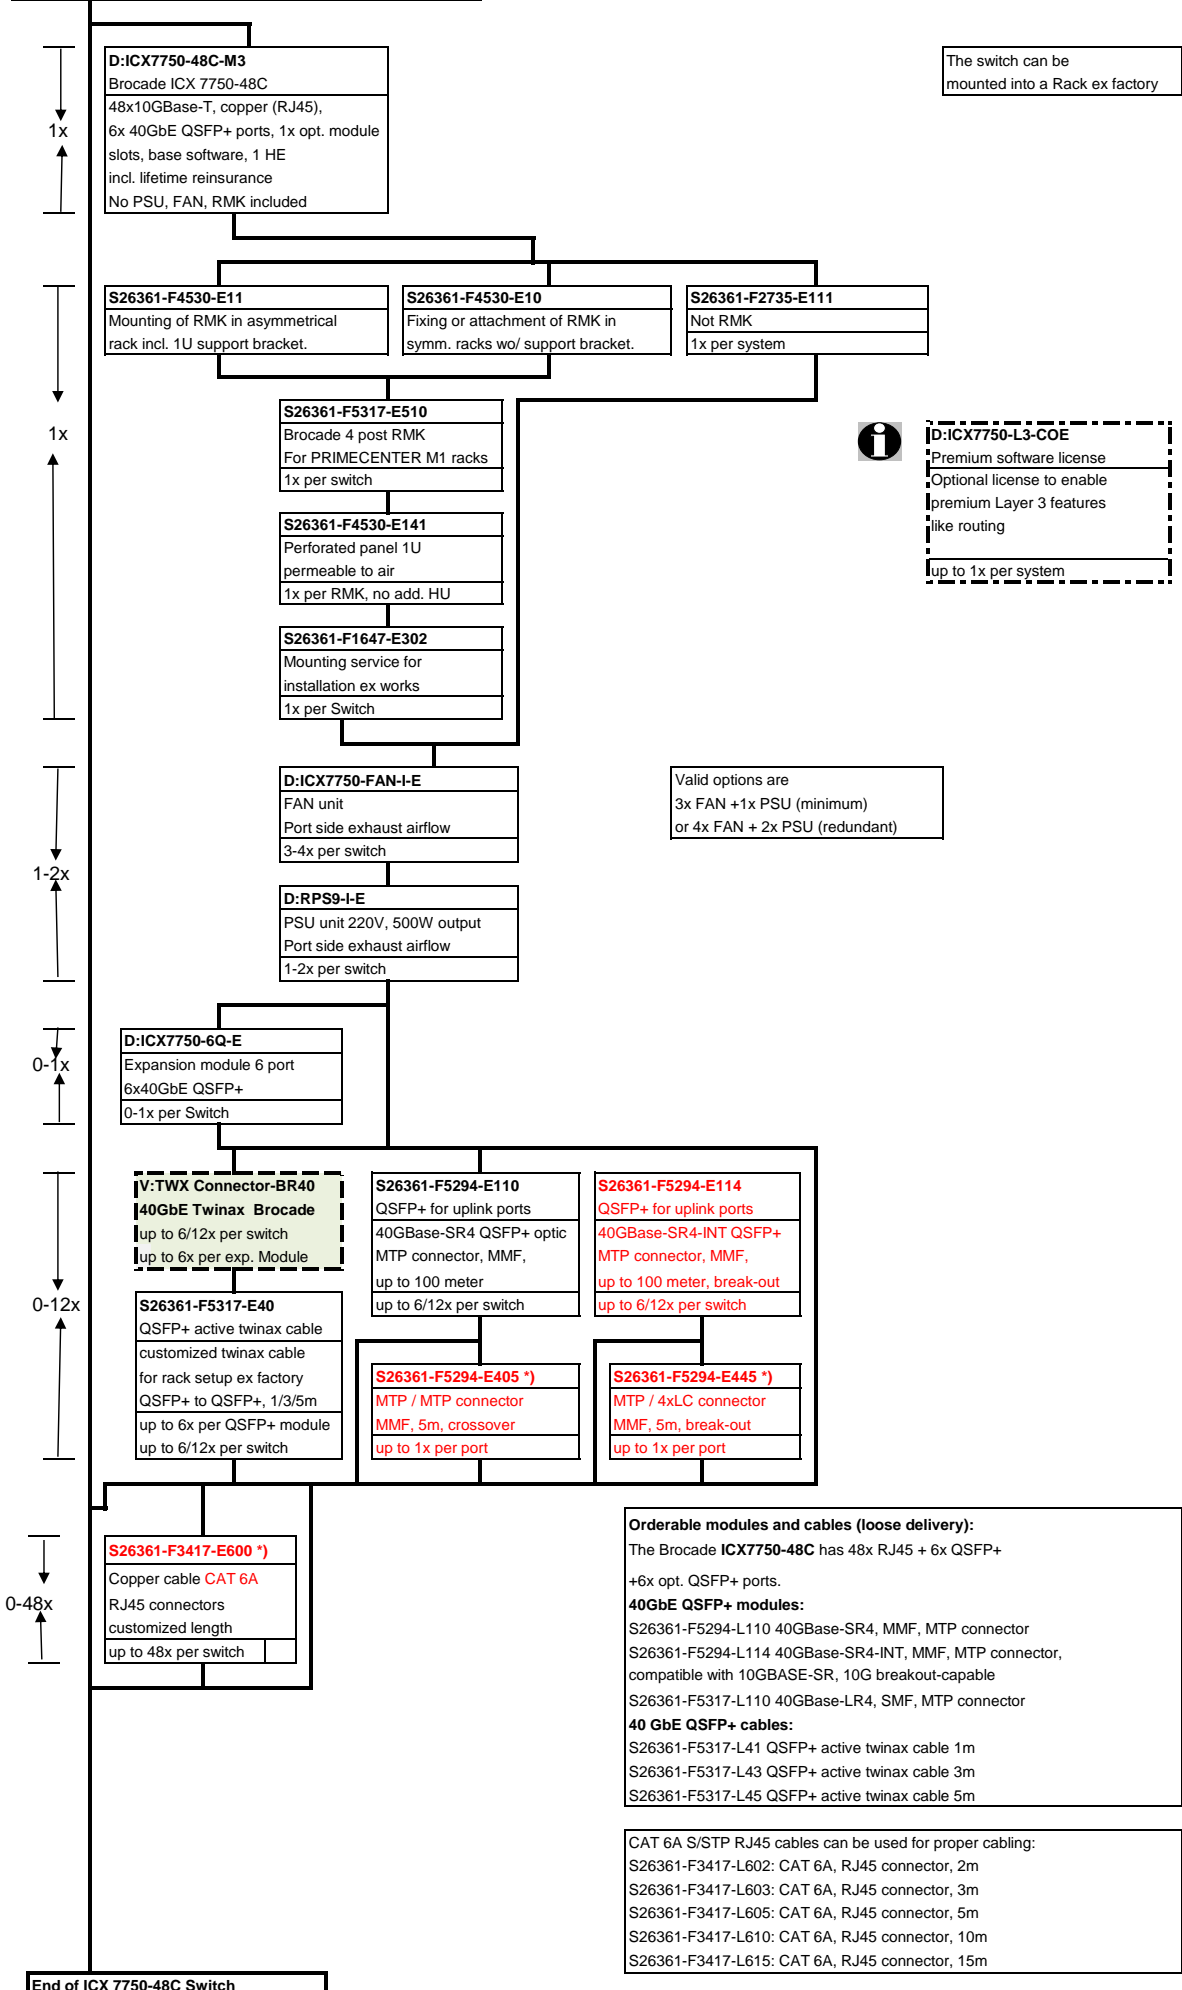 D:ICX7750-48C-M3
Brocade ICX 7750-48C
48x10GBase-T, copper (RJ45),
6x 40GbE QSFP+ ports, 1x opt. module
slots, base software, 1 HE
incl. lifetime reinsurance
No PSU, FAN, RMK included
The switch can be
mounted into a Rack ex factory
1x
S26361-F4530-E11
Mounting of RMK in asymmetrical
rack incl. 1U support bracket.
S26361-F4530-E10
Fixing or attachment of RMK in
symm. racks wo/ support bracket.
S26361-F2735-E111
Not RMK
1x per system
1x
S26361-F5317-E510
Brocade 4 post RMK
For PRIMECENTER M1 racks
1x per switch
D:ICX7750-L3-COE
Premium software license
Optional license to enable
premium Layer 3 features
like routing
up to 1x per system
S26361-F4530-E141
Perforated panel 1U
permeable to air
1x per RMK, no add. HU
S26361-F1647-E302
Mounting service for
installation ex works
1x per Switch
D:ICX7750-FAN-I-E
FAN unit
Port side exhaust airflow
3-4x per switch
Valid options are
3x FAN +1x PSU (minimum)
or 4x FAN + 2x PSU (redundant)
1-2x
D:RPS9-I-E
PSU unit 220V, 500W output
Port side exhaust airflow
1-2x per switch
0-1x
D:ICX7750-6Q-E
Expansion module 6 port
6x40GbE QSFP+
0-1x per Switch
V:TWX Connector-BR40
40GbE Twinax  Brocade
up to 6/12x per switch
up to 6x per exp. Module
S26361-F5294-E110
QSFP+ for uplink ports
40GBase-SR4 QSFP+ optic
MTP connector, MMF,
up to 100 meter
up to 6/12x per switch
S26361-F5294-E114
QSFP+ for uplink ports
40GBase-SR4-INT QSFP+
MTP connector, MMF,
up to 100 meter, break-out
up to 6/12x per switch
0-12x
S26361-F5317-E40
QSFP+ active twinax cable
customized twinax cable
for rack setup ex factory
QSFP+ to QSFP+, 1/3/5m
up to 6x per QSFP+ module
up to 6/12x per switch
S26361-F5294-E405 *)
MTP / MTP connector
MMF, 5m, crossover
up to 1x per port
S26361-F5294-E445 *)
MTP / 4xLC connector
MMF, 5m, break-out
up to 1x per port
0-48x
S26361-F3417-E600 *)
Copper cable CAT 6A
RJ45 connectors
customized length
up to 48x per switch
Orderable modules and cables (loose delivery):
The Brocade ICX7750-48C has 48x RJ45 + 6x QSFP+
+6x opt. QSFP+ ports.
40GbE QSFP+ modules:
S26361-F5294-L110 40GBase-SR4, MMF, MTP connector
S26361-F5294-L114 40GBase-SR4-INT, MMF, MTP connector,
compatible with 10GBASE-SR, 10G breakout-capable
S26361-F5317-L110 40GBase-LR4, SMF, MTP connector
40 GbE QSFP+ cables:
S26361-F5317-L41 QSFP+ active twinax cable 1m
S26361-F5317-L43 QSFP+ active twinax cable 3m
S26361-F5317-L45 QSFP+ active twinax cable 5m
CAT 6A S/STP RJ45 cables can be used for proper cabling:
S26361-F3417-L602: CAT 6A, RJ45 connector, 2m
S26361-F3417-L603: CAT 6A, RJ45 connector, 3m
S26361-F3417-L605: CAT 6A, RJ45 connector, 5m
S26361-F3417-L610: CAT 6A, RJ45 connector, 10m
S26361-F3417-L615: CAT 6A, RJ45 connector, 15m
End of ICX 7750-48C Switch